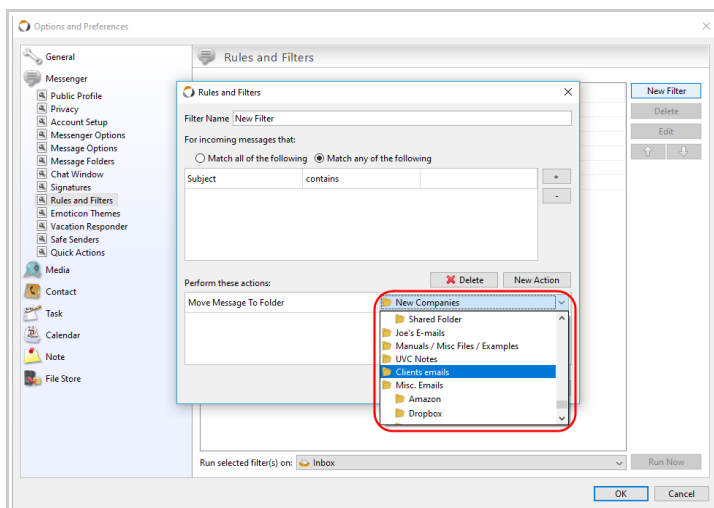 Options and Preferences
General
Messenger
Public Profile
Privacy
Account Setup
Messenger Options
Message Options
Message Folders
Chat Window
Signatures
Rules and Filters
Emoticon Themes
Vacation Responder
Safe Senders
Quick Actions
Media
Contact
Task
Calendar
Note
File Store
Rules and Filters
New Filter
Delete
Edit
Rules and Filters
Filter Name New Filter
For incoming messages that:
Match all of the following Match any of the following
Subject contains
+
-
Delete New Action
Perform these actions:
Move Message To Folder New Companies
Shared Folder
Joe's E-mails
Manuals / Misc Files / Examples
UVC Notes
Clients emails
Misc. Emails
Amazon
Dropbox
Run selected filter(s) on: Inbox Run Now
OK Cancel